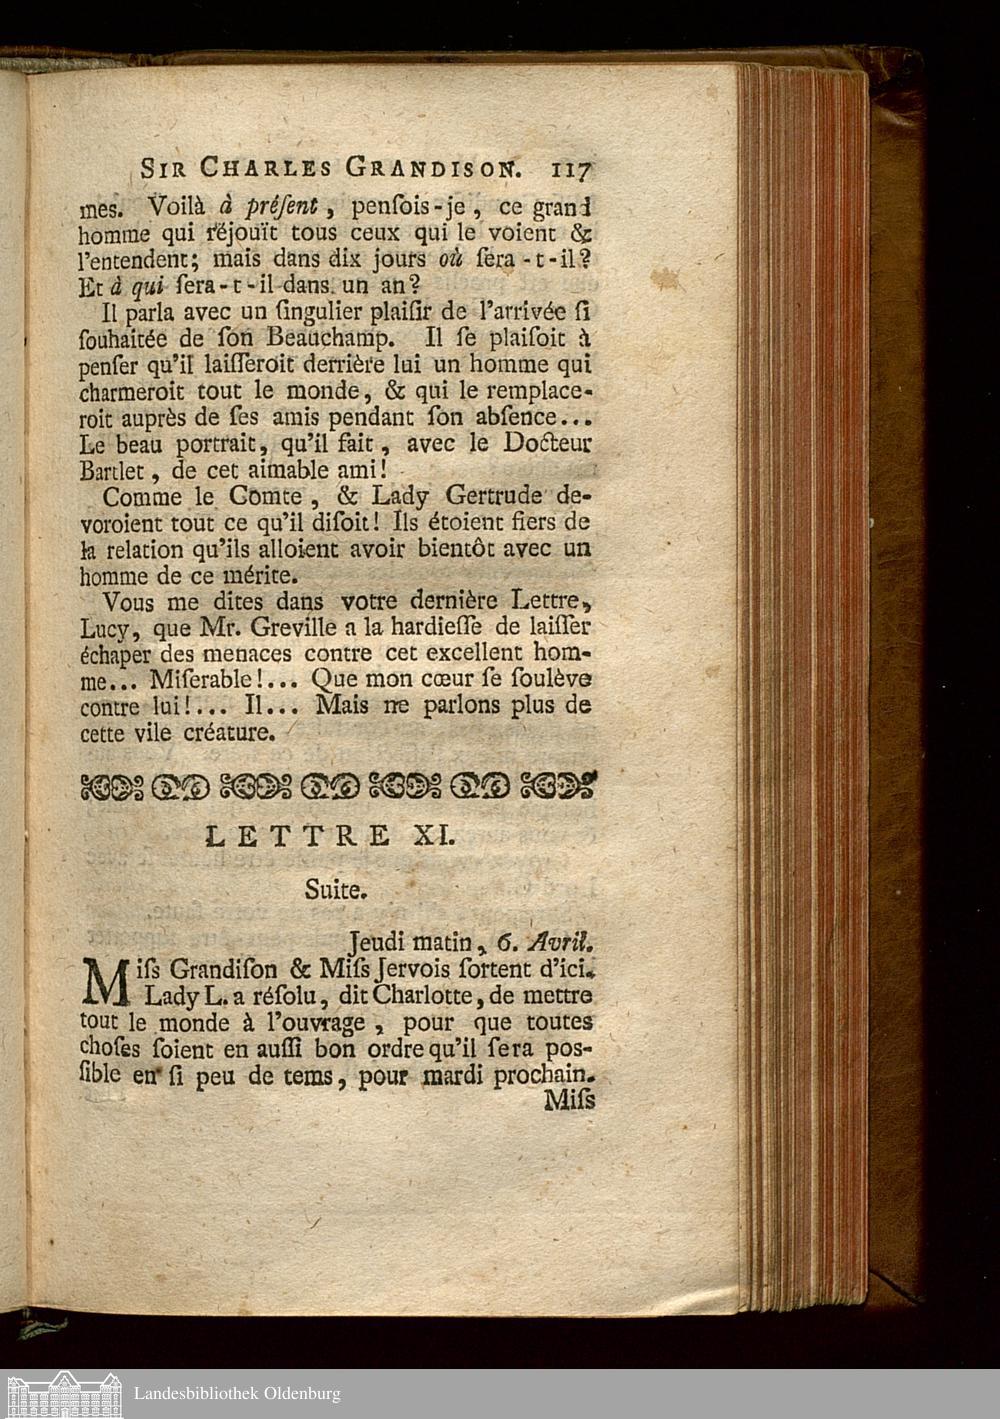 SIR CHARLES GRANDISON. 117
mes. Voilà à préſent, penſois-je, ce grand
homme qui réjouït tous ceux qui le voient &
l'entendent; mais dans dix jours où ſera-t-il?
Et à qui ſera-t-il dans un an?
Il parla avec un ſingulier plaiſir de l'arrivée ſi
ſouhaitée de ſon Beauchamp. Il ſe plaiſoit à
penſer qu'il laiſſeroit derrière lui un homme qui
charmeroit tout le monde, & qui le remplace-
roit auprès de ſes amis pendant ſon abſence...
Le beau portrait, qu'il fait, avec le Docteur
Bartlet, de cet aimable ami!
Comme le Comte, & Lady Gertrude de-
voroient tout ce qu'il diſoit! Ils étoient fiers de
la relation qu'ils alloient avoir bientôt avec un
homme de ce mérite.
Vous me dites dans votre dernière Lettre,
Lucy, que Mr. Greville a la hardieſſe de laiſſer
échaper des menaces contre cet excellent hom-
me... Miſerable!... Que mon cœur ſe ſoulève
contre lui!... Il... Mais ne parlons plus de
cette vile créature.
LETTRE XI.
Suite.
Jeudi matin, 6. Avril.
Miſs Grandiſon & Miſs Jervois ſortent d'ici.
Lady L. a réſolu, dit Charlotte, de mettre
tout le monde à l'ouvrage, pour que toutes
choſes ſoient en auſſi bon ordre qu'il ſera poſ-
ſible en ſi peu de tems, pour mardi prochain.
Miſs
Landesbibliothek Oldenburg